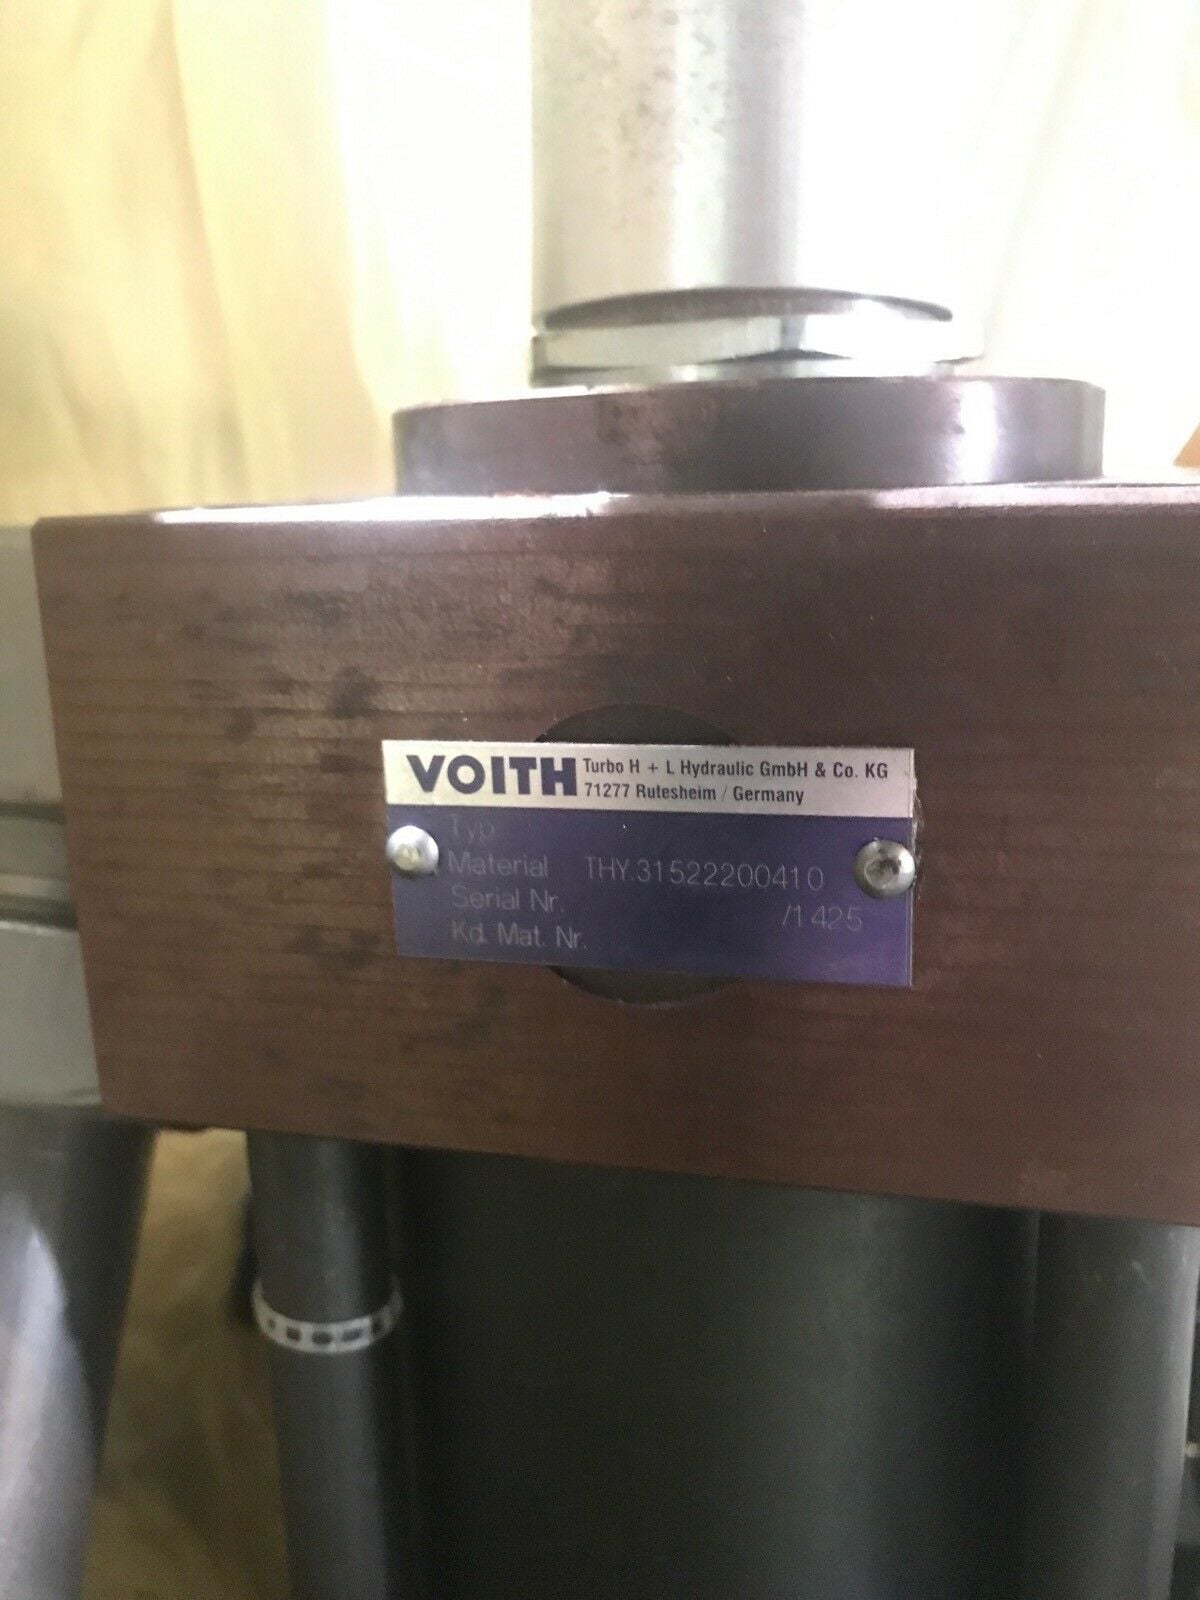 VOITH Turbo H + L Hydraulic GmbH & Co. KG
71277 Rutesheim / Germany
Typ
Material THY.31522200410
Serial Nr. /1425
Kd. Mat. Nr.